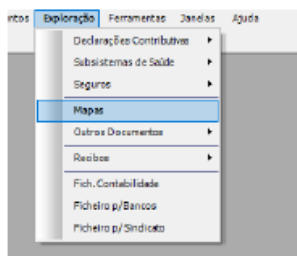 ntos Exploração Ferramentas Janelas Ajuda
Declarações Contributivas
Subsistemas de Saúde
Seguros
Mapas
Outros Documentos
Recibos
Fich. Contabilidade
Ficheiro p/Bancos
Ficheiro p/Sindicato